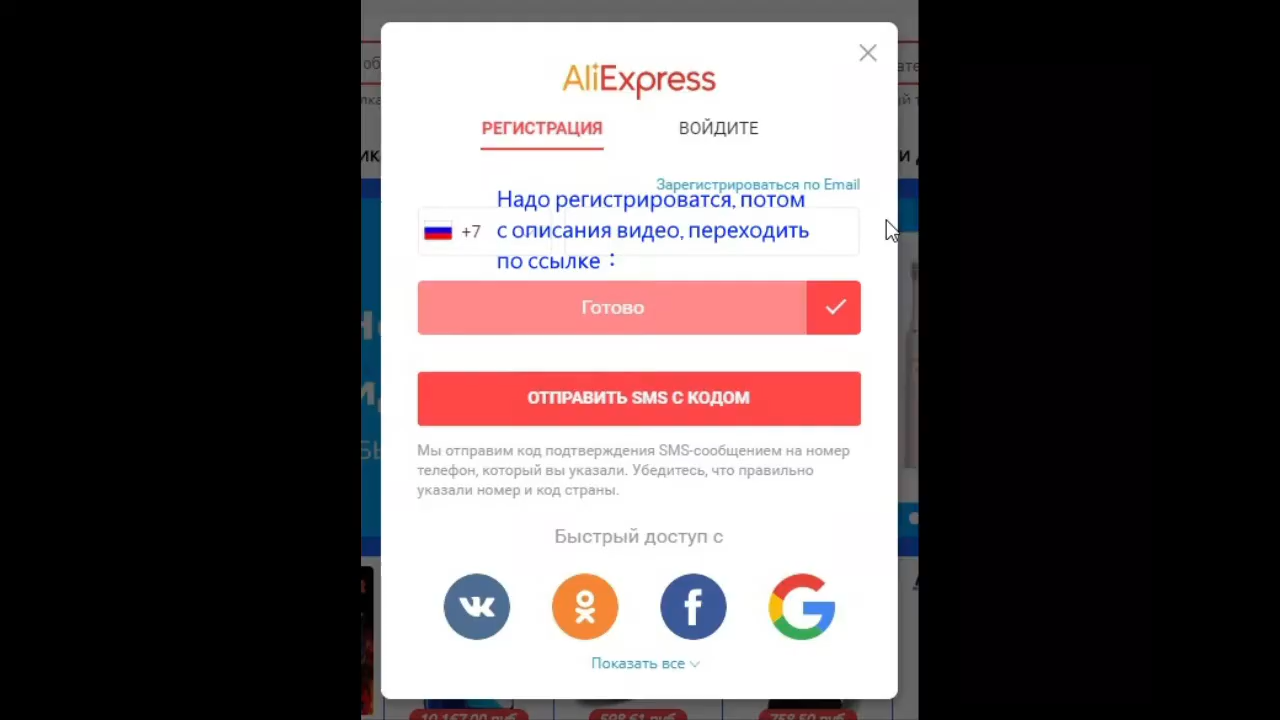 AliExpress
РЕГИСТРАЦИЯ
ВОЙДИТЕ
Зарегистрироваться по Email
Надо регистрироватся, потом
+7
с описания видео, переходить
по ссылке :
Готово
ОТПРАВИТЬ SMS С КОДОМ
Мы отправим код подтверждения SMS-сообщением на номер
телефон, который вы указали. Убедитесь, что правильно
указали номер и код страны.
Быстрый доступ с
Показать все